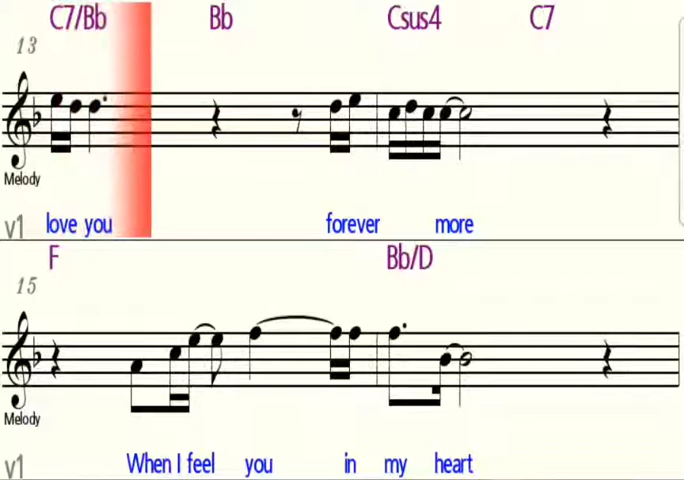 C7/Bb Bb Csus4 C7
13
Melody
v1 love you forever more
F Bb/D
15
Melody
v1 When I feel you in my heart